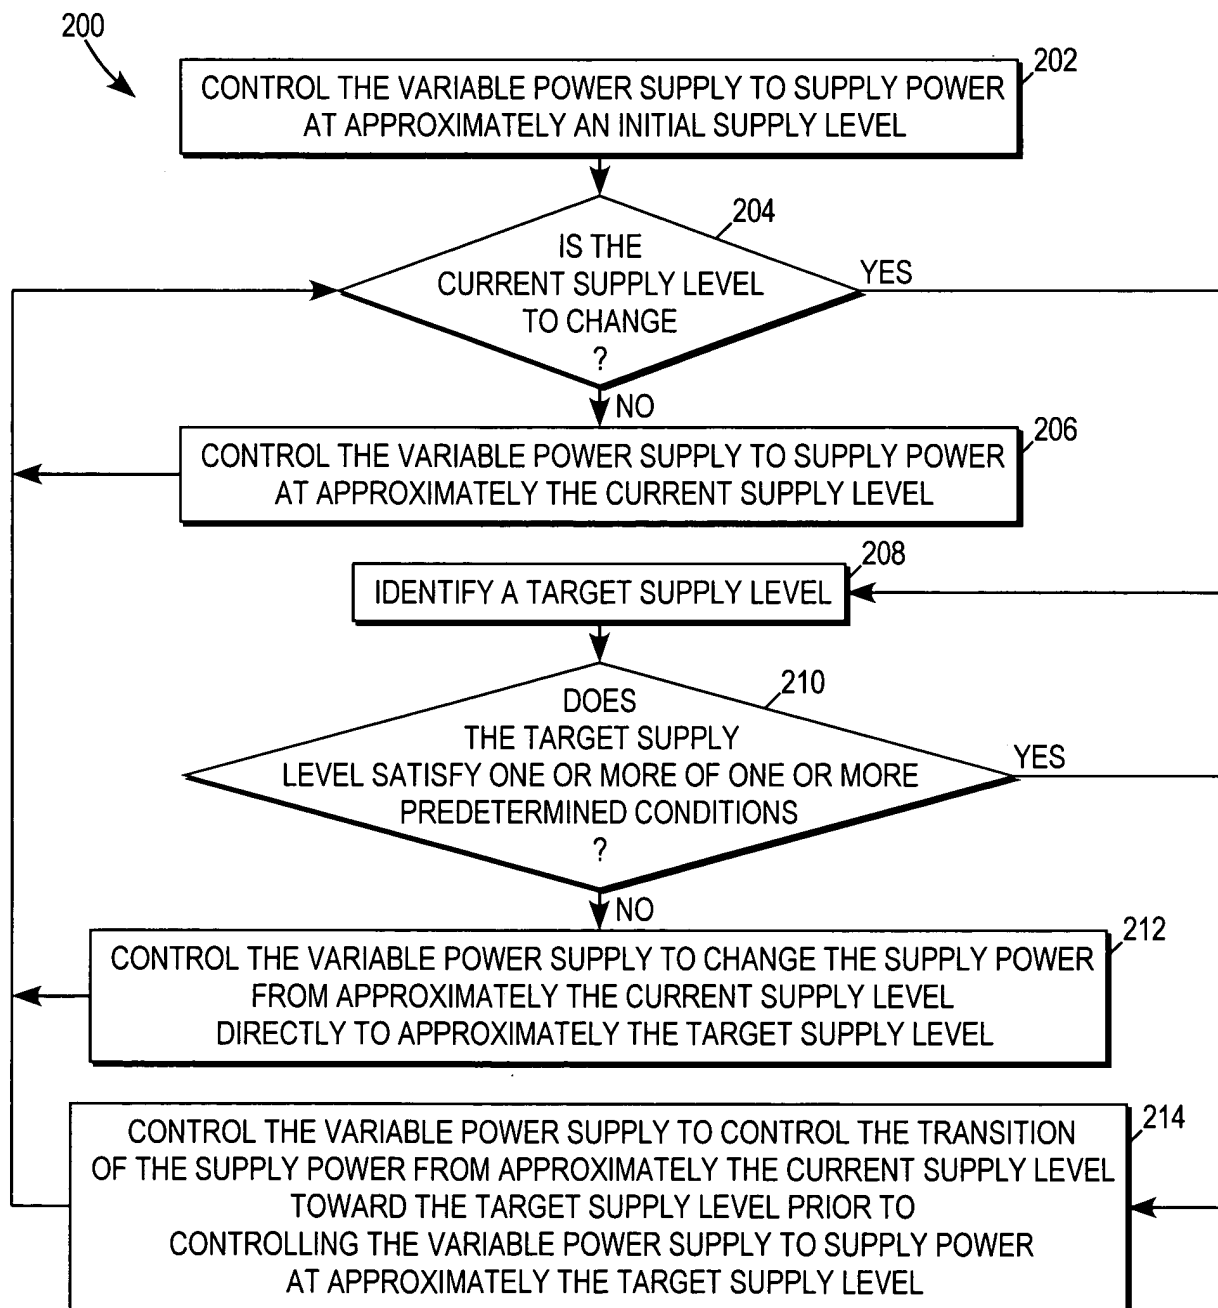 200
202
CONTROL THE VARIABLE POWER SUPPLY TO SUPPLY POWER
AT APPROXIMATELY AN INITIAL SUPPLY LEVEL
204
IS THE
CURRENT SUPPLY LEVEL
TO CHANGE
?
YES
NO
206
CONTROL THE VARIABLE POWER SUPPLY TO SUPPLY POWER
AT APPROXIMATELY THE CURRENT SUPPLY LEVEL
208
IDENTIFY A TARGET SUPPLY LEVEL
210
DOES
THE TARGET SUPPLY
LEVEL SATISFY ONE OR MORE OF ONE OR MORE
PREDETERMINED CONDITIONS
?
YES
NO
212
CONTROL THE VARIABLE POWER SUPPLY TO CHANGE THE SUPPLY POWER
FROM APPROXIMATELY THE CURRENT SUPPLY LEVEL
DIRECTLY TO APPROXIMATELY THE TARGET SUPPLY LEVEL
214
CONTROL THE VARIABLE POWER SUPPLY TO CONTROL THE TRANSITION
OF THE SUPPLY POWER FROM APPROXIMATELY THE CURRENT SUPPLY LEVEL
TOWARD THE TARGET SUPPLY LEVEL PRIOR TO
CONTROLLING THE VARIABLE POWER SUPPLY TO SUPPLY POWER
AT APPROXIMATELY THE TARGET SUPPLY LEVEL